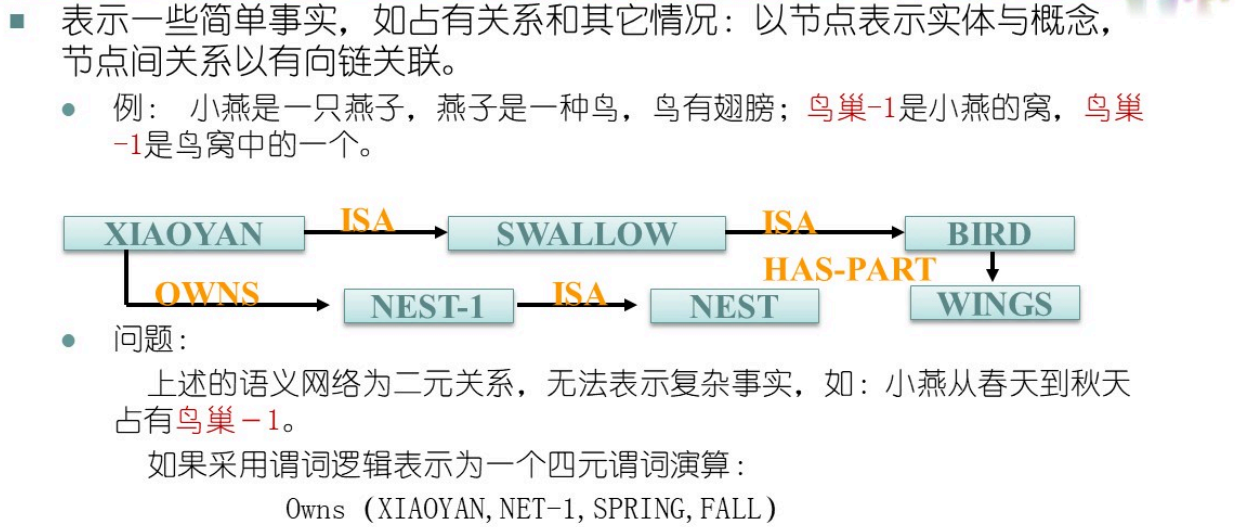 表示一些简单事实，如占有关系和其它情况：以节点表示实体与概念，
节点间关系以有向链关联。
例： 小燕是一只燕子，燕子是一种鸟，鸟有翅膀；鸟巢-1是小燕的窝，鸟巢
-1是鸟窝中的一个。
XIAOYAN ISA SWALLOW ISA BIRD
HAS-PART
OWNS NEST-1 ISA NEST WINGS
问题：
上述的语义网络为二元关系，无法表示复杂事实，如：小燕从春天到秋天
占有鸟巢－1。
如果采用谓词逻辑表示为一个四元谓词演算：
Owns (XIAOYAN,NET-1,SPRING,FALL)